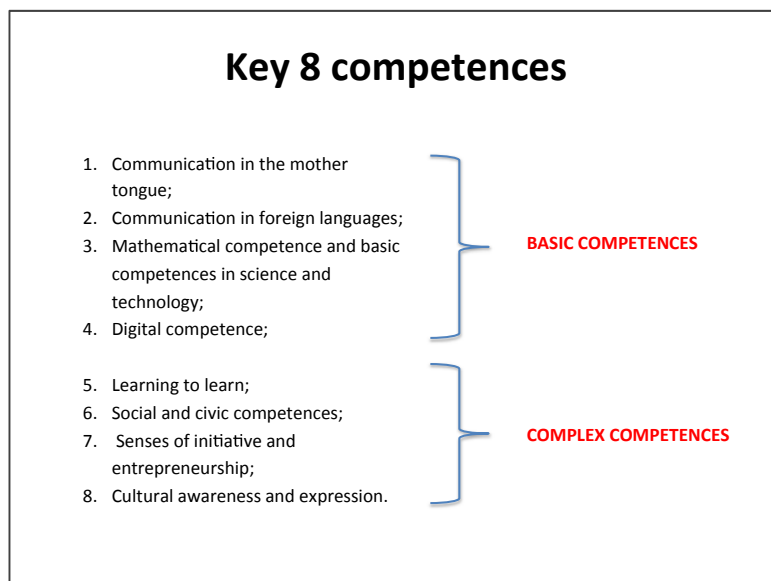 Key 8 competences
1. Communication in the mother
tongue;
2. Communication in foreign languages;
3. Mathematical competence and basic
competences in science and
technology;
4. Digital competence;
BASIC COMPETENCES
5. Learning to learn;
6. Social and civic competences;
7. Senses of initiative and
entrepreneurship;
8. Cultural awareness and expression.
COMPLEX COMPETENCES